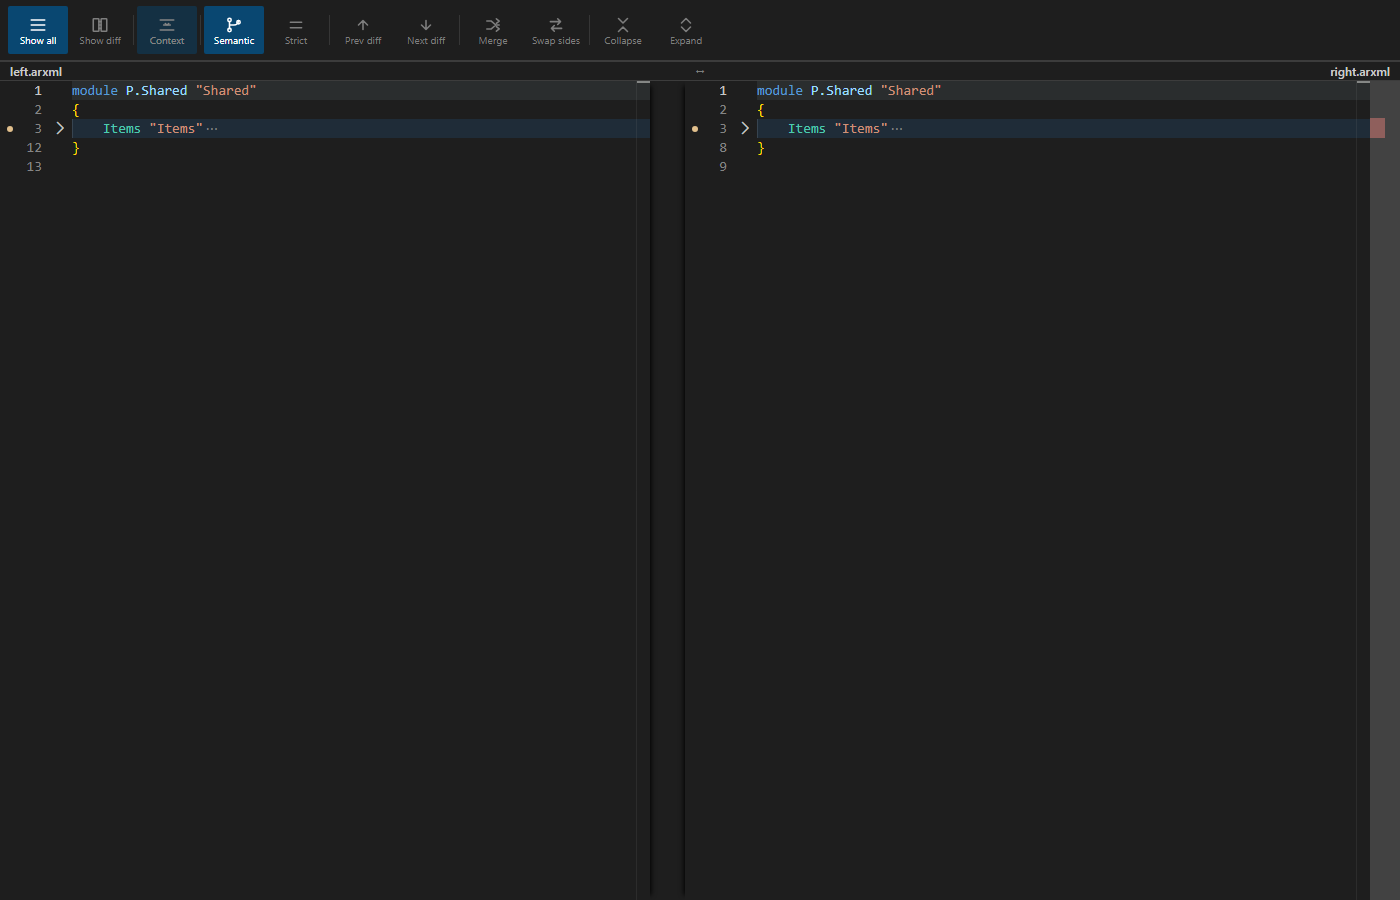 Show all Show diff Context Semantic Strict Prev diff Next diff Merge Swap sides Collapse Expand
left.arxml ↔ right.arxml
1 module P.Shared "Shared"
2 {
3 Items "Items" ···
12 }
13
1 module P.Shared "Shared"
2 {
3 Items "Items" ···
8 }
9